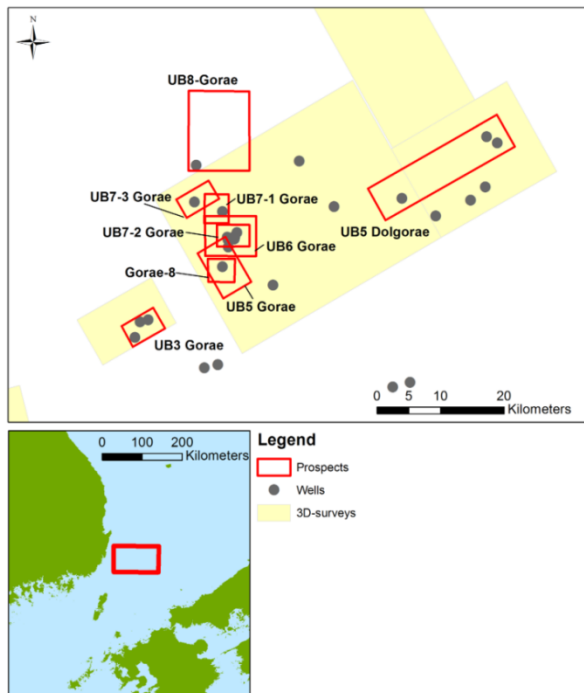 N
UB8-Gorae
UB7-3 Gorae
UB7-1 Gorae
UB7-2 Gorae
UB6 Gorae
UB5 Dolgorae
Gorae-8
UB5 Gorae
UB3 Gorae
0 5 10 20
Kilometers
0 100 200
Kilometers
Legend
Prospects
Wells
3D-surveys